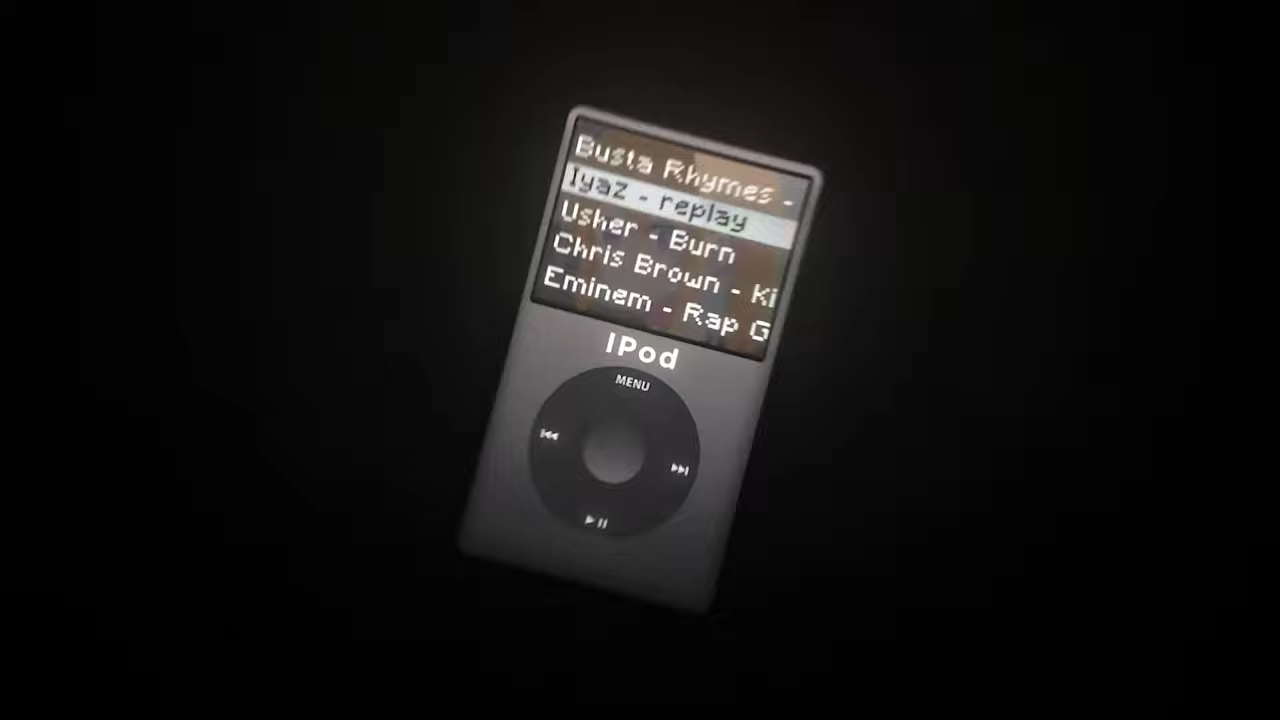 Busta Rhymes -
Iyaz - replay
Usher - Burn
Chris Brown - Ki
Eminem - Rap G
IPod
MENU